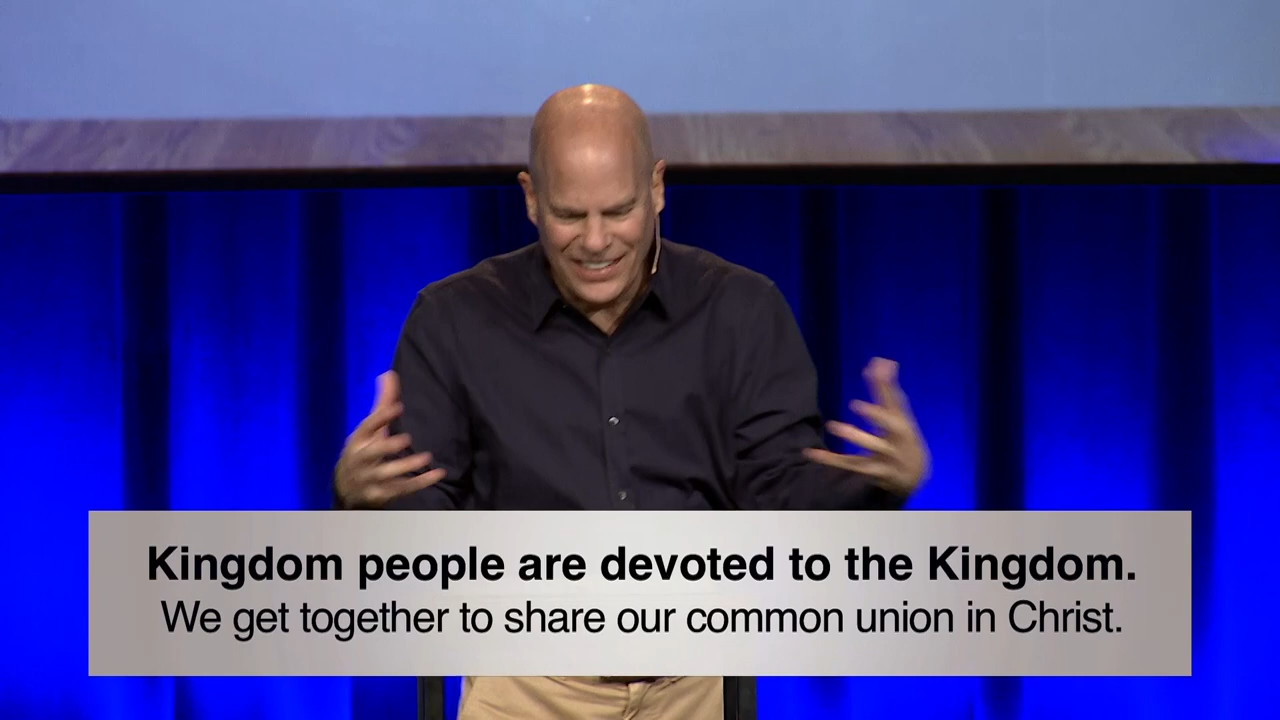 Kingdom people are devoted to the Kingdom.
We get together to share our common union in Christ.